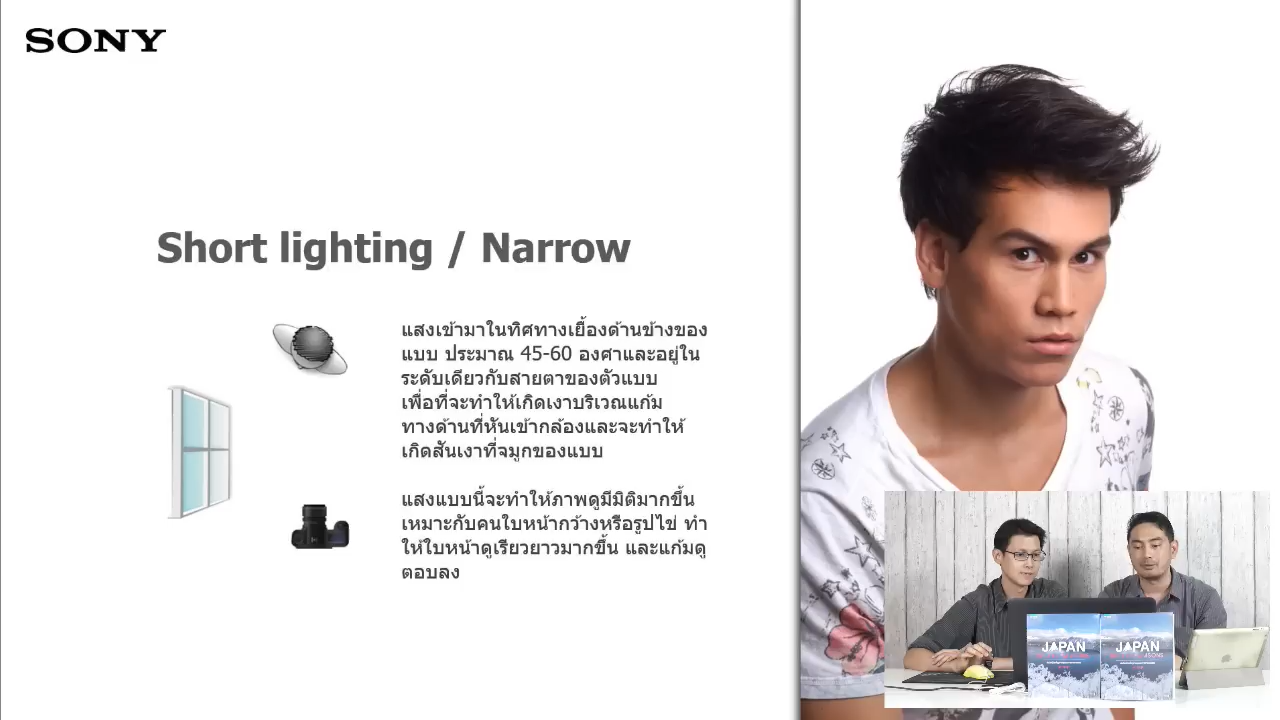 SONY
Short lighting / Narrow
แสงเข้ามาในทิศทางเยื้องด้านข้างของ
แบบ ประมาณ 45-60 องศาและอยู่ใน
ระดับเดียวกับสายตาของตัวแบบ
เพื่อที่จะทำให้เกิดเงาบริเวณแก้ม
ทางด้านที่หันเข้ากล้องและจะทำให้
เกิดสันเงาที่จมูกของแบบ
แสงแบบนี้จะทำให้ภาพดูมีมิติมากขึ้น
เหมาะกับคนใบหน้ากว้างหรือรูปไข่ ทำ
ให้ใบหน้าดูเรียวยาวมากขึ้น และแก้มดู
ตอบลง
JAPAN
JAPAN